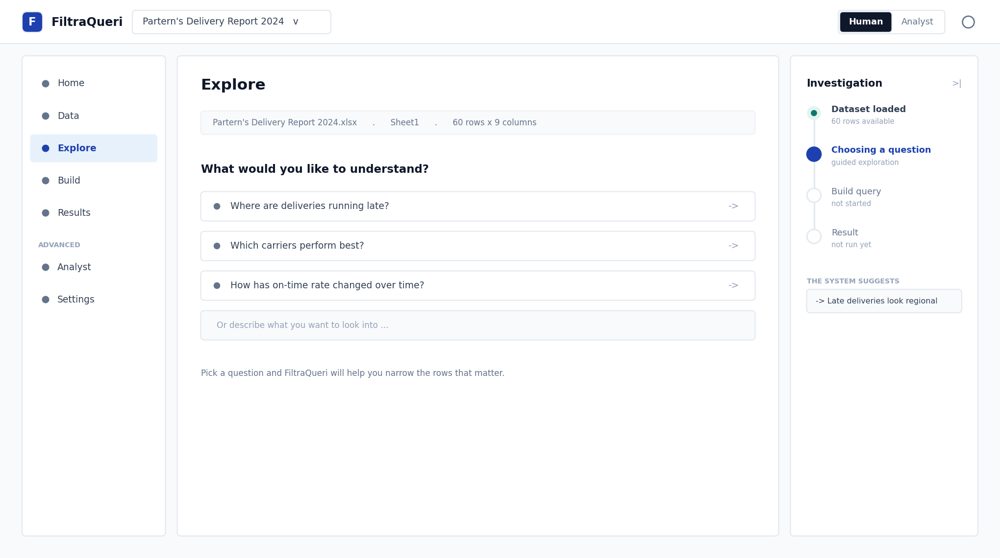 F FiltraQueri Partern's Delivery Report 2024 v Human Analyst
Home
Data
Explore
Build
Results
ADVANCED
Analyst
Settings
Explore
Partern's Delivery Report 2024.xlsx . Sheet1 . 60 rows x 9 columns
What would you like to understand?
Where are deliveries running late? ->
Which carriers perform best? ->
How has on-time rate changed over time? ->
Or describe what you want to look into ...
Pick a question and FiltraQueri will help you narrow the rows that matter.
Investigation >|
Dataset loaded
60 rows available
Choosing a question
guided exploration
Build query
not started
Result
not run yet
THE SYSTEM SUGGESTS
-> Late deliveries look regional